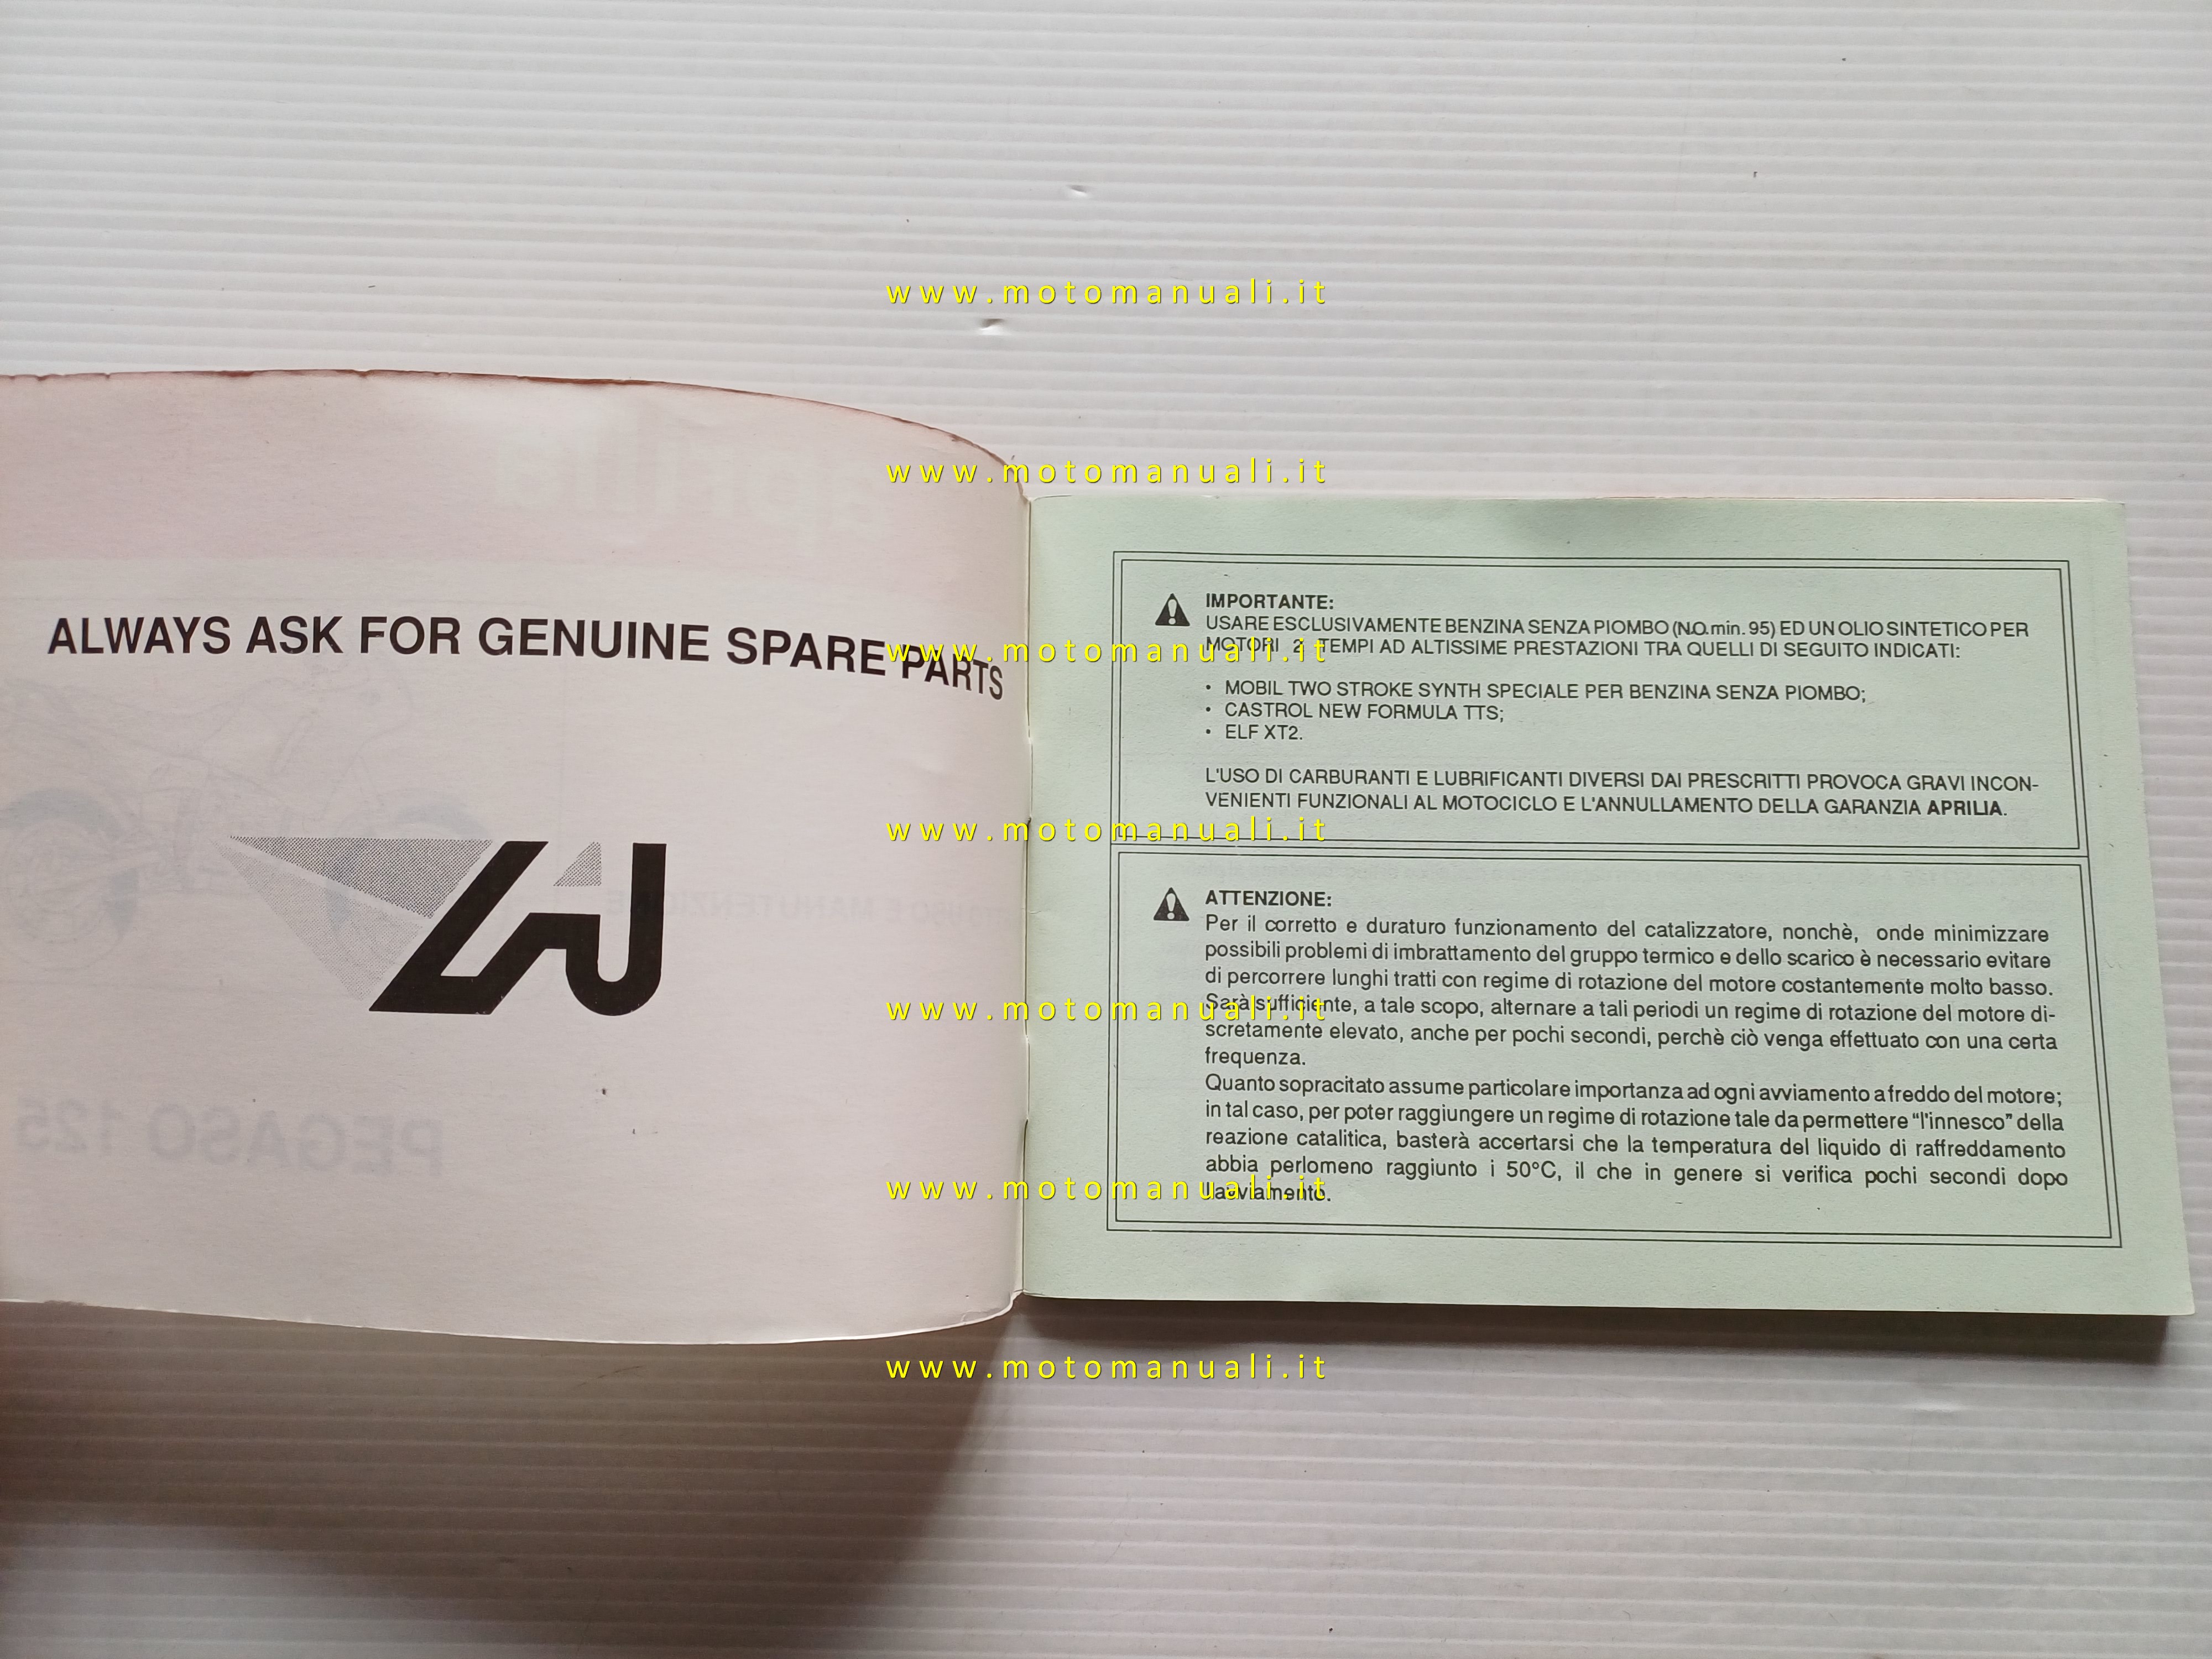 www.motomanuali.it
www.motomanuali.it
ALWAYS ASK FOR GENUINE SPARE PARTS
PEGASO 125
IMPORTANTE:
USARE ESCLUSIVAMENTE BENZINA SENZA PIOMBO (N.O. min. 95) ED UN OLIO SINTETICO PER
MOTORI 2 TEMPI AD ALTISSIME PRESTAZIONI TRA QUELLI DI SEGUITO INDICATI:
www.motomanuali.it
• MOBIL TWO STROKE SYNTH SPECIALE PER BENZINA SENZA PIOMBO;
• CASTROL NEW FORMULA TTS;
• ELF XT2.
L'USO DI CARBURANTI E LUBRIFICANTI DIVERSI DAI PRESCRITTI PROVOCA GRAVI INCON-
VENIENTI FUNZIONALI AL MOTOCICLO E L'ANNULLAMENTO DELLA GARANZIA APRILIA.
www.motomanuali.it
ATTENZIONE:
Per il corretto e duraturo funzionamento del catalizzatore, nonchè, onde minimizzare
possibili problemi di imbrattamento del gruppo termico e dello scarico è necessario evitare
di percorrere lunghi tratti con regime di rotazione del motore costantemente molto basso.
Sarà sufficiente, a tale scopo, alternare a tali periodi un regime di rotazione del motore di-
www.motomanuali.it
scretamente elevato, anche per pochi secondi, perchè ciò venga effettuato con una certa
frequenza.
Quanto sopracitato assume particolare importanza ad ogni avviamento a freddo del motore;
in tal caso, per poter raggiungere un regime di rotazione tale da permettere "l'innesco" della
reazione catalitica, basterà accertarsi che la temperatura del liquido di raffreddamento
abbia perlomeno raggiunto i 50°C, il che in genere si verifica pochi secondi dopo
l'avviamento.
www.motomanuali.it
www.motomanuali.it